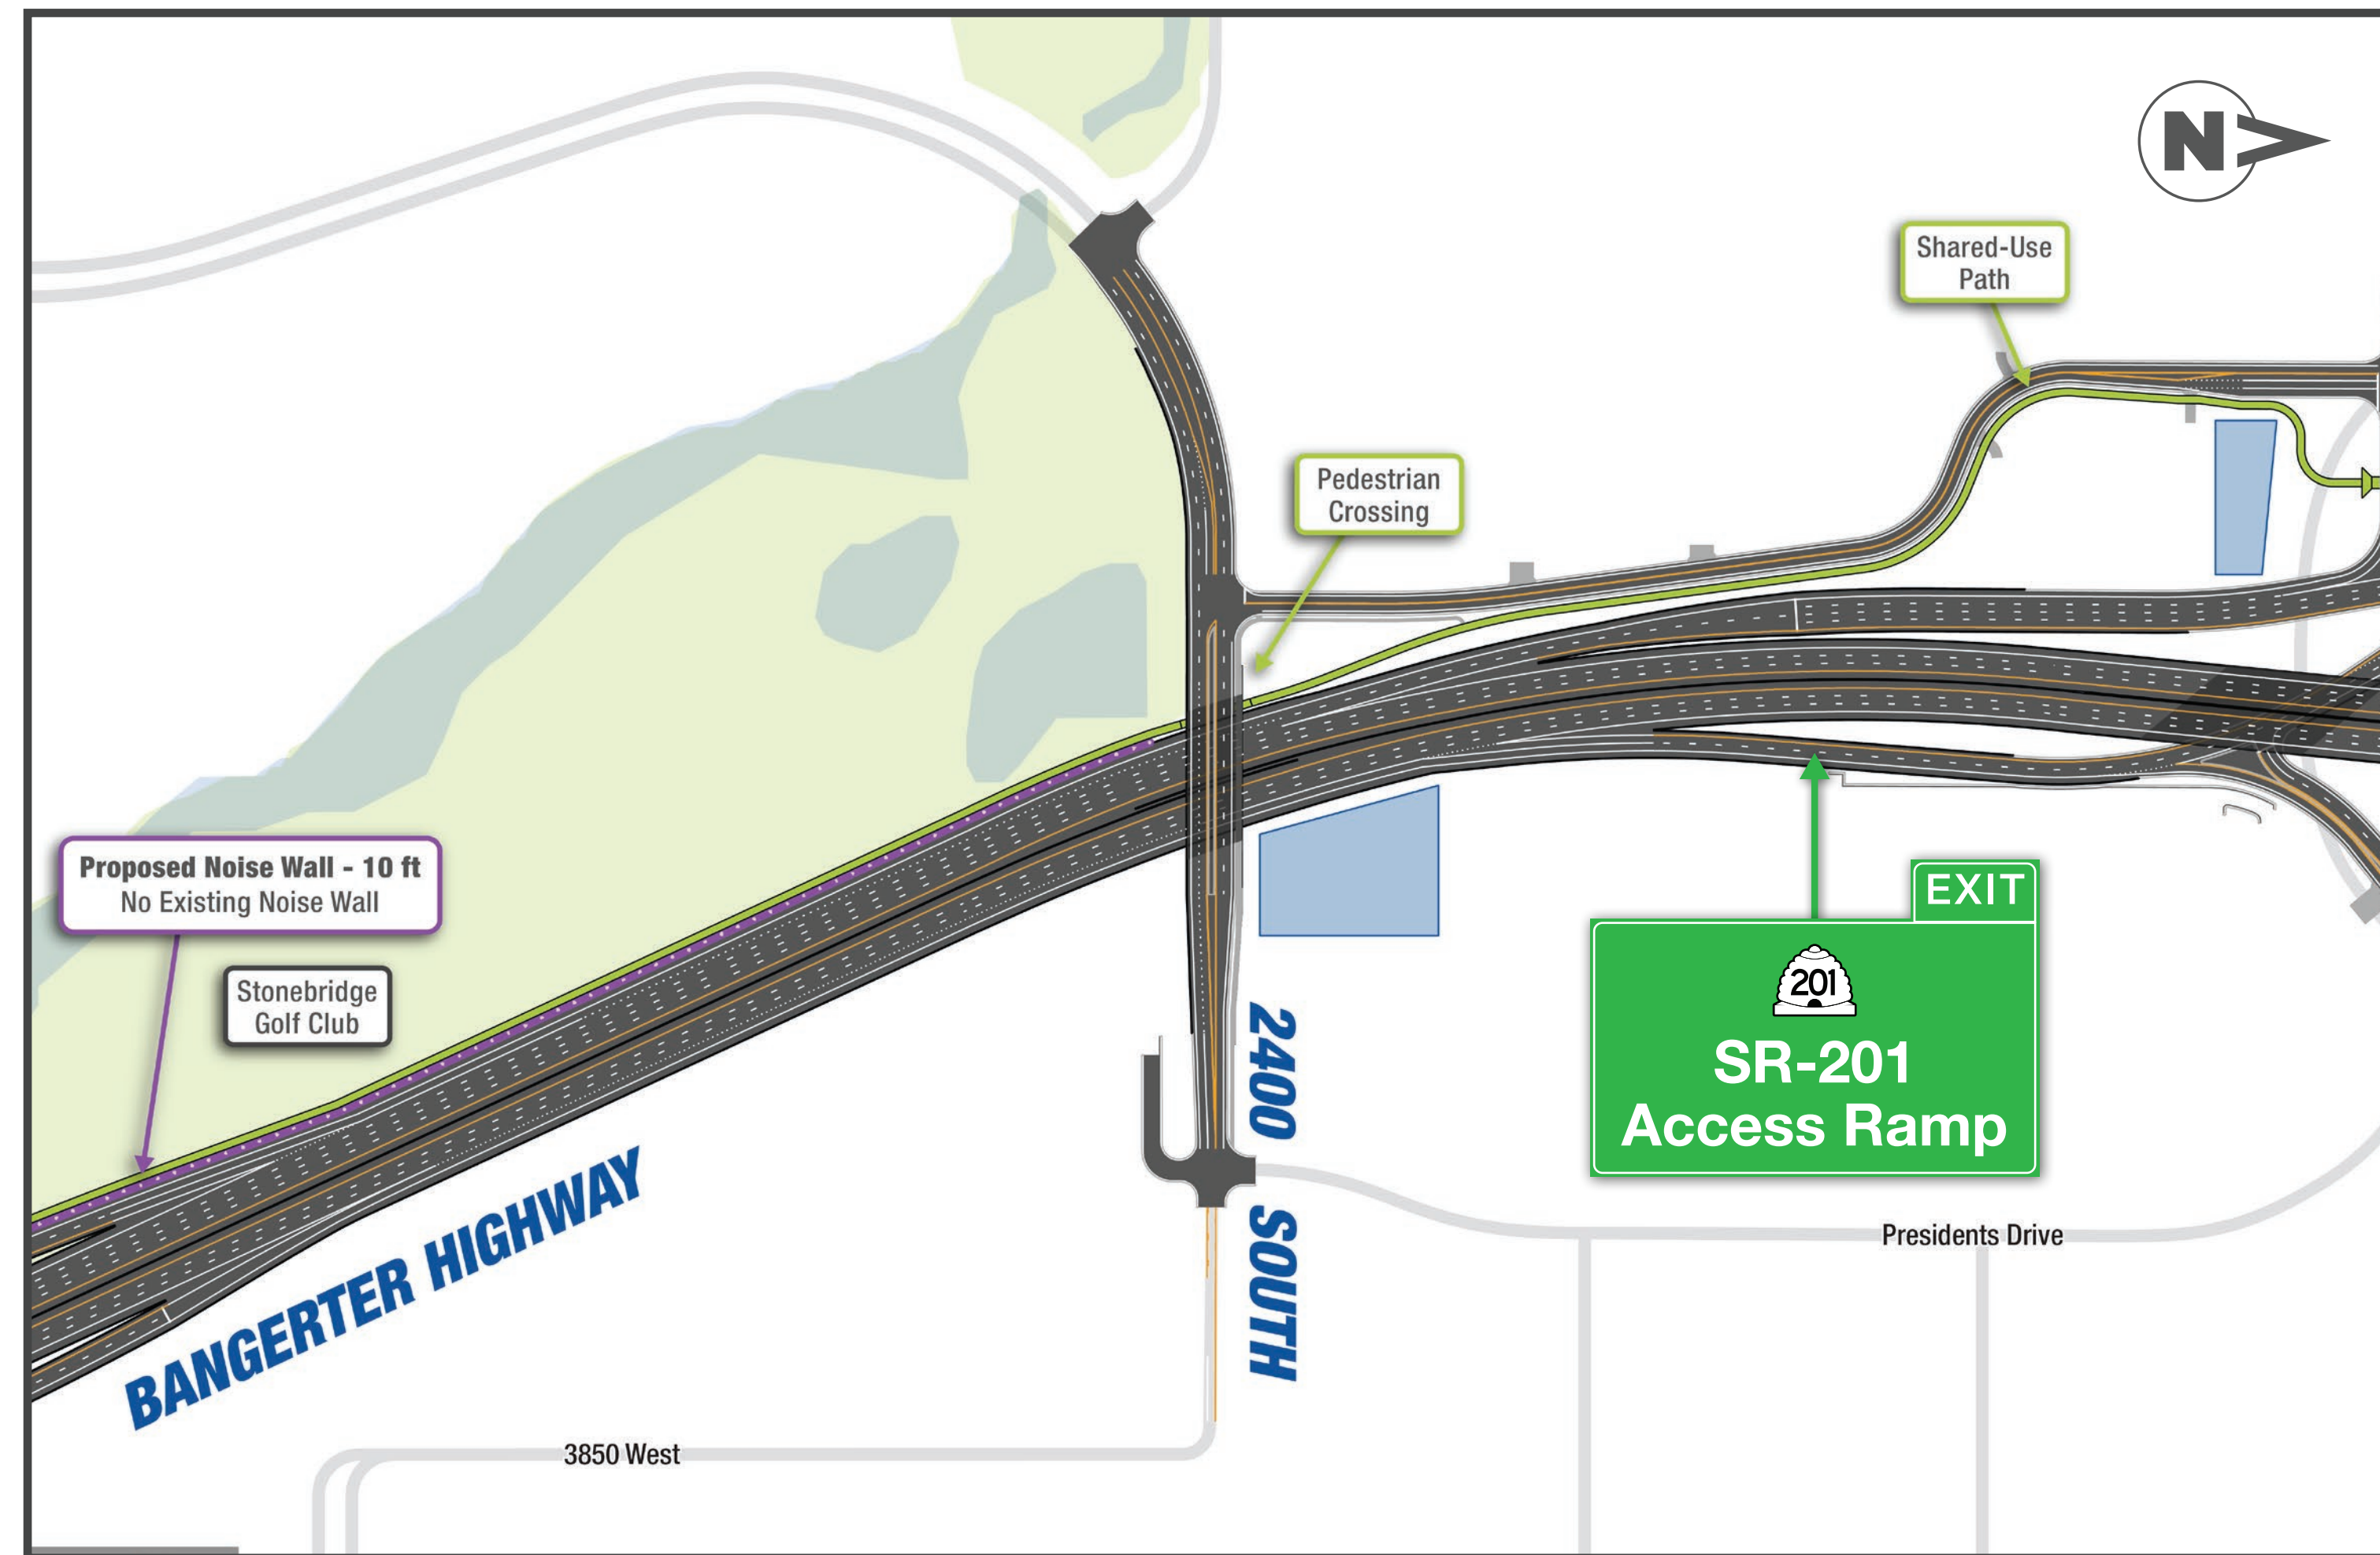 N
Shared-Use
Path
Pedestrian
Crossing
Proposed Noise Wall - 10 ft
No Existing Noise Wall
Stonebridge
Golf Club
EXIT
201
SR-201
Access Ramp
2400 SOUTH
BANGERTER HIGHWAY
Presidents Drive
3850 West